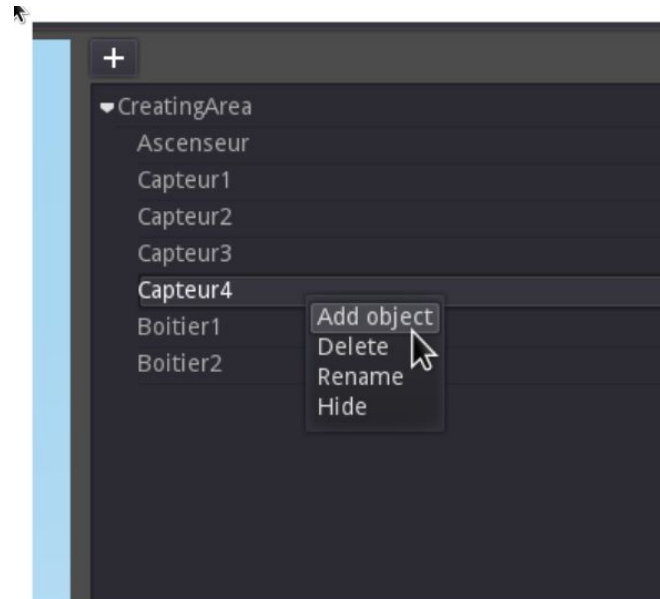 +
CreatingArea
Ascenseur
Capteur1
Capteur2
Capteur3
Capteur4
Boitier1
Boitier2
Add object
Delete
Rename
Hide